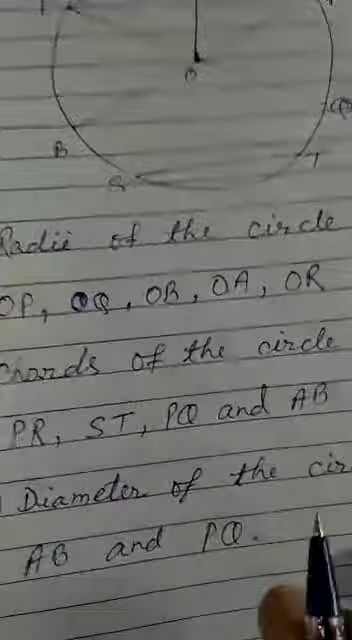 O
Q
B
T
S
Radii of the circle
OP, OQ, OB, OA, OR
Chords of the circle
PR, ST, PQ and AB
Diameter of the cir
AB and PQ.